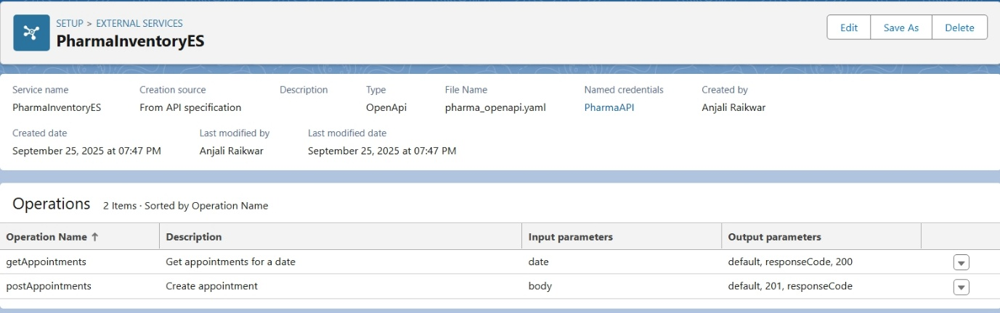 SETUP > EXTERNAL SERVICES
PharmaInventoryES
Edit Save As Delete
Service name Creation source Description Type File Name Named credentials Created by
PharmaInventoryES From API specification OpenApi pharma_openapi.yaml PharmaAPI Anjali Raikwar
Created date Last modified by Last modified date
September 25, 2025 at 07:47 PM Anjali Raikwar September 25, 2025 at 07:47 PM
Operations 2 Items · Sorted by Operation Name
Operation Name ↑ Description Input parameters Output parameters
getAppointments Get appointments for a date date default, responseCode, 200
postAppointments Create appointment body default, 201, responseCode